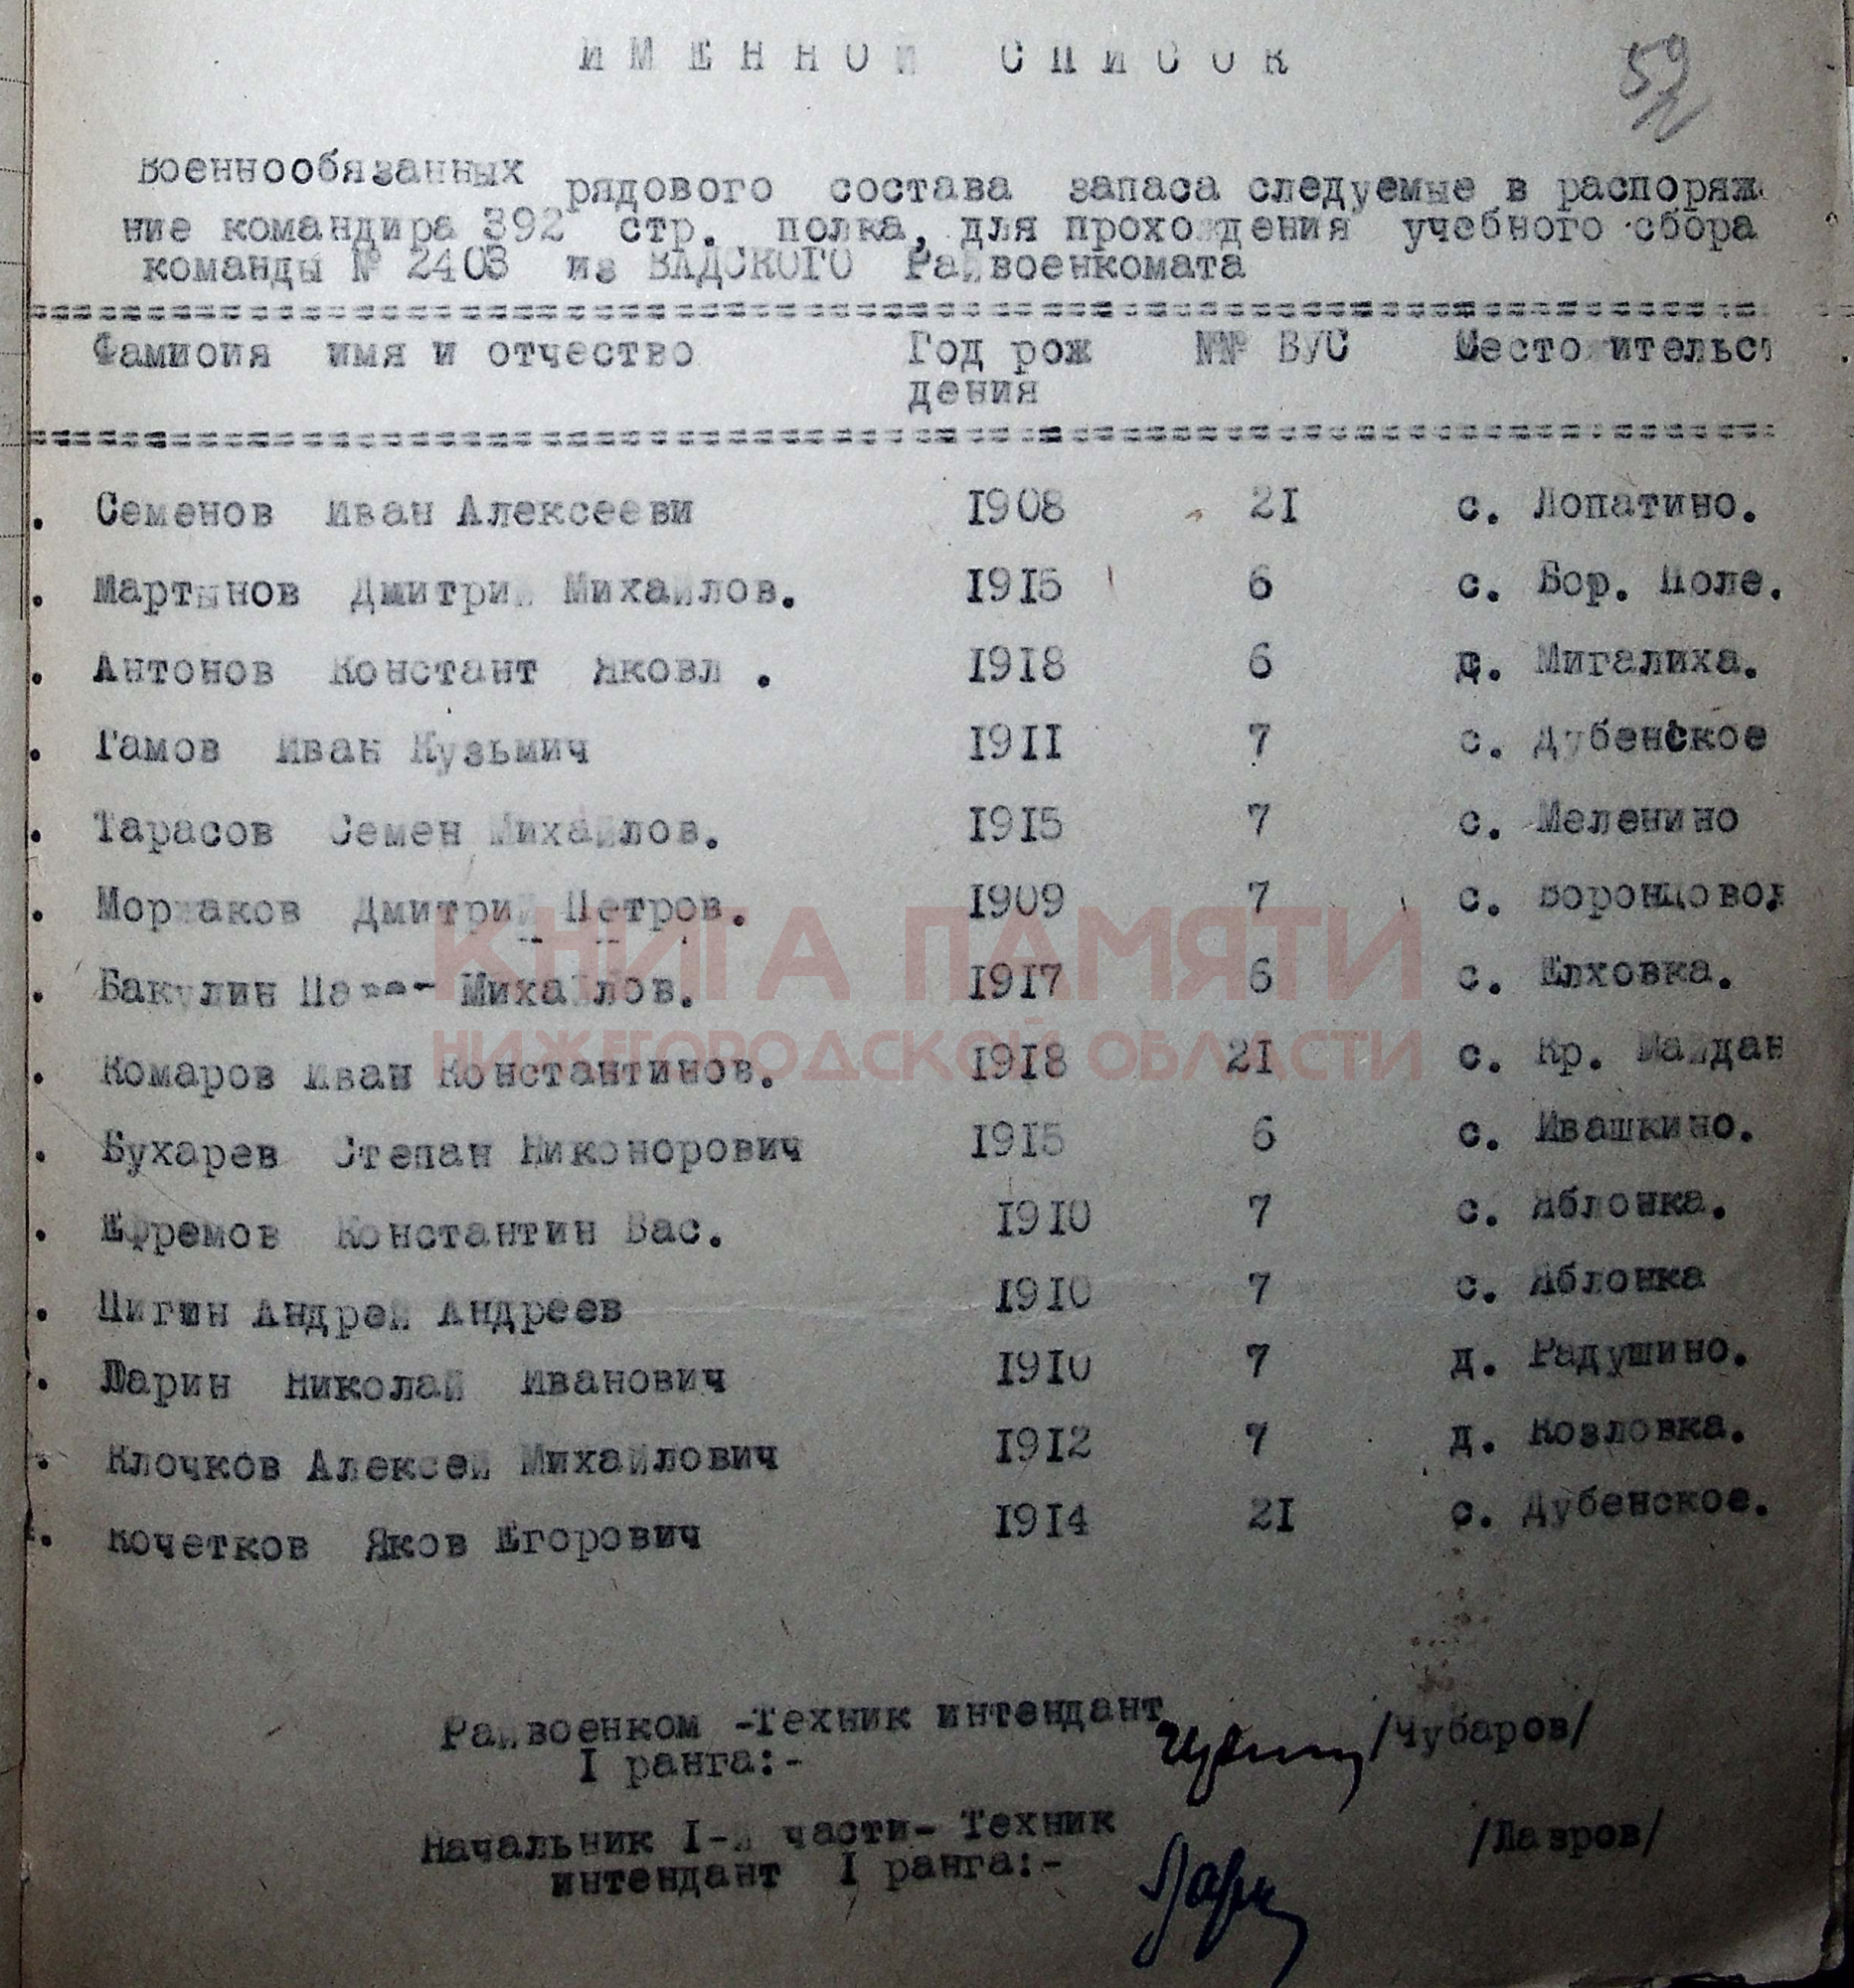 ИМЕННОЙ СПИСОК
59
Военнообязанных рядового состава запаса следуемые в распоряж
ние командира 392 стр. полка, для прохождения учебного сбора
команды № 2403 из ВАДСКОГО Райвоенкомата
Фамиоия имя и отчество Год рож №№ ВУС Местожительст
дения
. Семенов Иван Алексееви 1908 21 с. Лопатино.
. Мартынов Дмитрий Михайлов. 1915 6 с. Бор. Поле.
. Антонов Констант Яковл . 1918 6 д. Мигалиха.
. Гамов Иван Кузьмич 1911 7 с. Дубенское
. Тарасов Семен Михайлов. 1915 7 с. Меленино
. Моржаков Дмитрий Петров. 1909 7 с.
КНИГА ПАМЯТИ
. Бакулин Михайлов. 1917 6 с. Елховка.
НИЖЕГОРОДСКОЙ ОБЛАСТИ
. Комаров Иван Константинов. 1918 21 с. Кр. Майдан
. Бухарев Степан Никонорович 1915 6 с. Ивашкино.
. Ефремов Константин Вас. 1910 7 с. Яблонка.
. Андрей Андреев 1910 7 с. Яблонка
. Николай Иванович 1910 7 д. Радушино.
. Клочков Алексей Михайлович 1912 7 д. Козловка.
. Кочетков Яков Егорович 1914 21 с. Дубенское.
Райвоенком -Техник интендант
I ранга:- /Чубаров/
Начальник I-й части- Техник
интендант I ранга:- /Лавров/